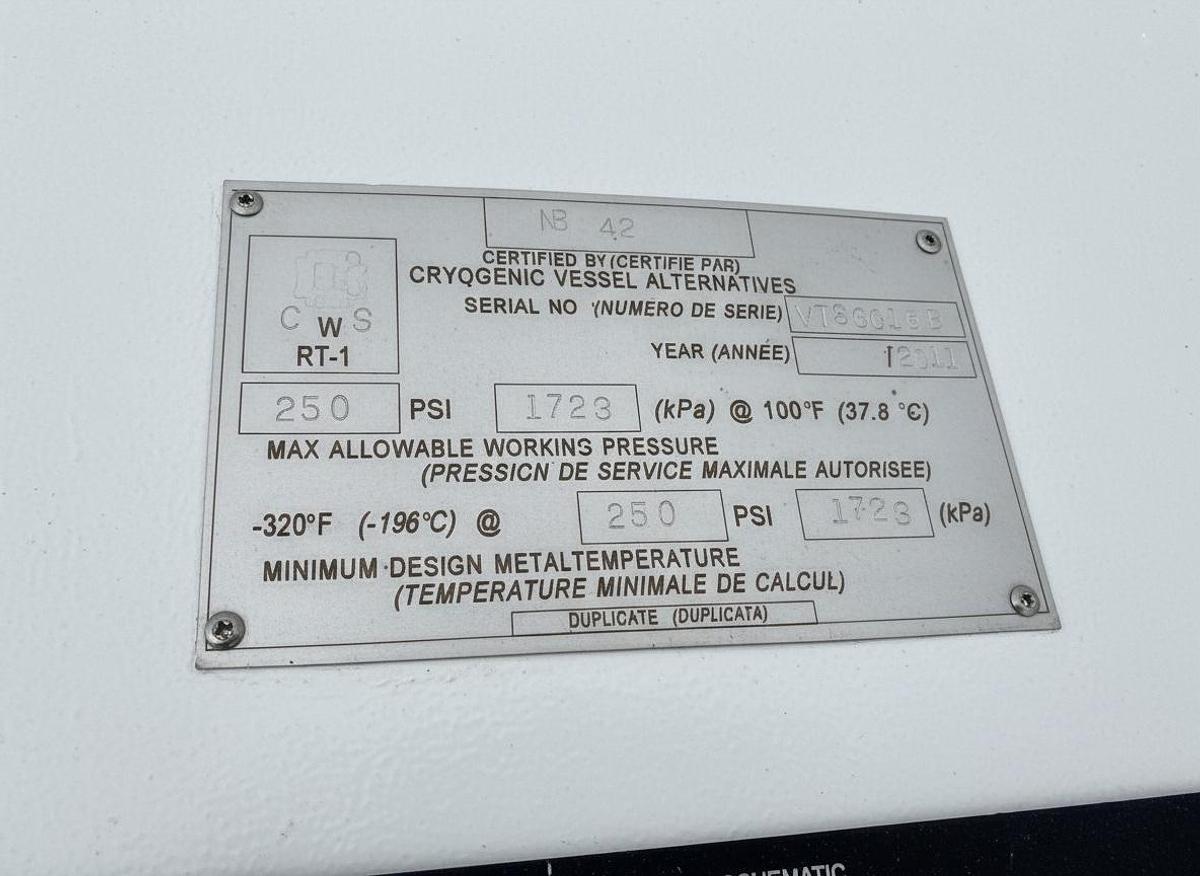 NB 42
CERTIFIED BY (CERTIFIE PAR)
CRYOGENIC VESSEL ALTERNATIVES
C W S
RT-1
SERIAL NO (NUMÉRO DE SERIE)
YEAR (ANNÉE) 2011
250 PSI 1723 (kPa) @ 100°F (37.8 °C)
MAX ALLOWABLE WORKINS PRESSURE
(PRESSICN DE SERVICE MAXIMALE AUTORISEE)
-320°F (-196°C) @ 250 PSI 1723 (kPa)
MINIMUM DESIGN METALTEMPERATURE
(TEMPERATURE MINIMALE DE CALCUL)
DUPLICATE (DUPLICATA)